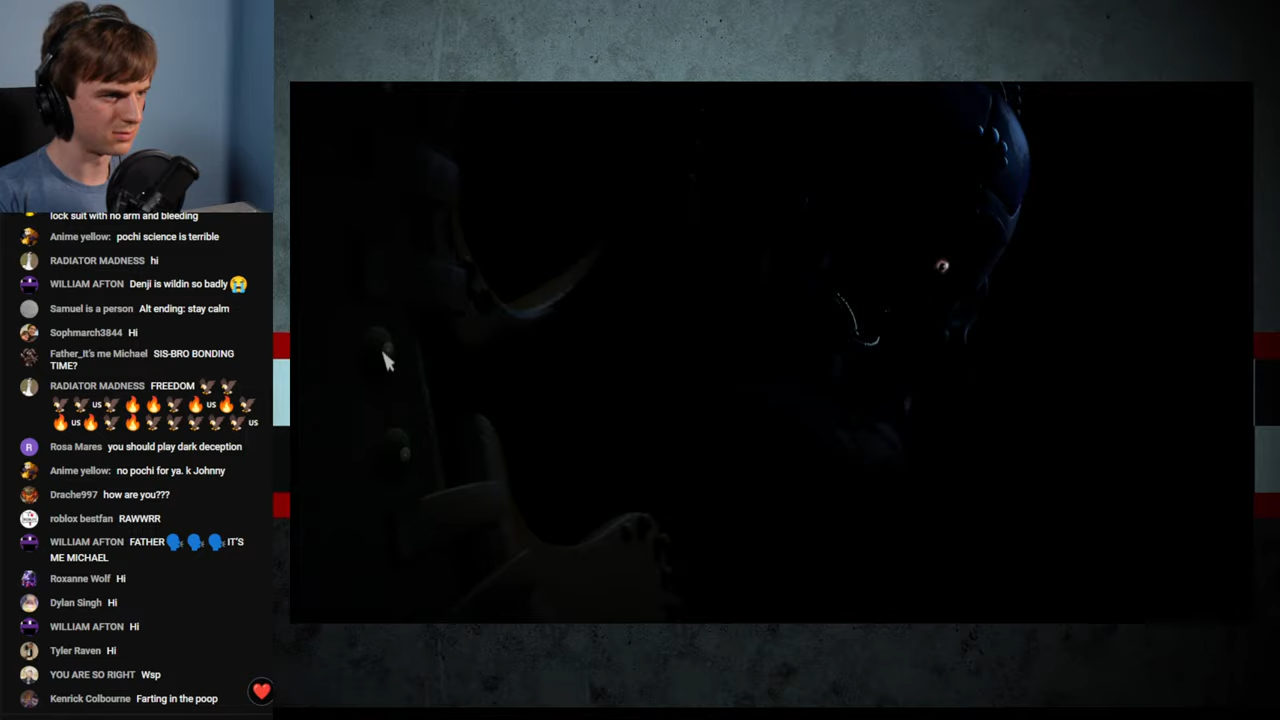 lock suit with no arm and bleeding
Anime yellow: pochi science is terrible
RADIATOR MADNESS hi
WILLIAM AFTON Denji is wildin so badly 😭
Samuel is a person Alt ending: stay calm
Sophmarch3844 Hi
Father_It's me Michael SIS-BRO BONDING
TIME?
RADIATOR MADNESS FREEDOM 🦅 🦅
🦅 🦅 us 🦅 🔥 🔥 🦅 🔥 us 🔥 🦅
🔥 us 🔥 🦅 🔥 🦅 🦅 🦅 🦅 us
Rosa Mares you should play dark deception
Anime yellow: no pochi for ya. k Johnny
Drache997 how are you???
roblox bestfan RAWWRR
WILLIAM AFTON FATHER 🗣 🗣 🗣 IT'S
ME MICHAEL
R
Roxanne Wolf Hi
Dylan Singh Hi
WILLIAM AFTON Hi
Tyler Raven Hi
YOU ARE SO RIGHT Wsp
Kenrick Colbourne Farting in the poop